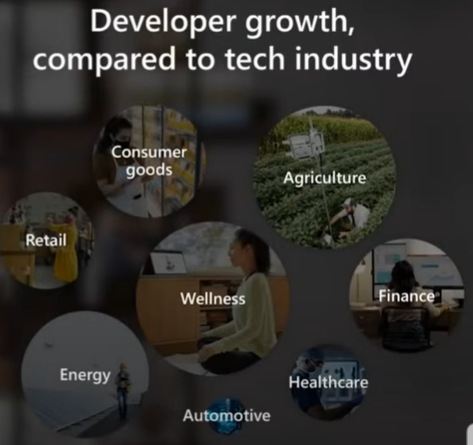 Developer growth,
compared to tech industry
Consumer
goods
Agriculture
Retail
Wellness
Finance
Energy
Healthcare
Automotive